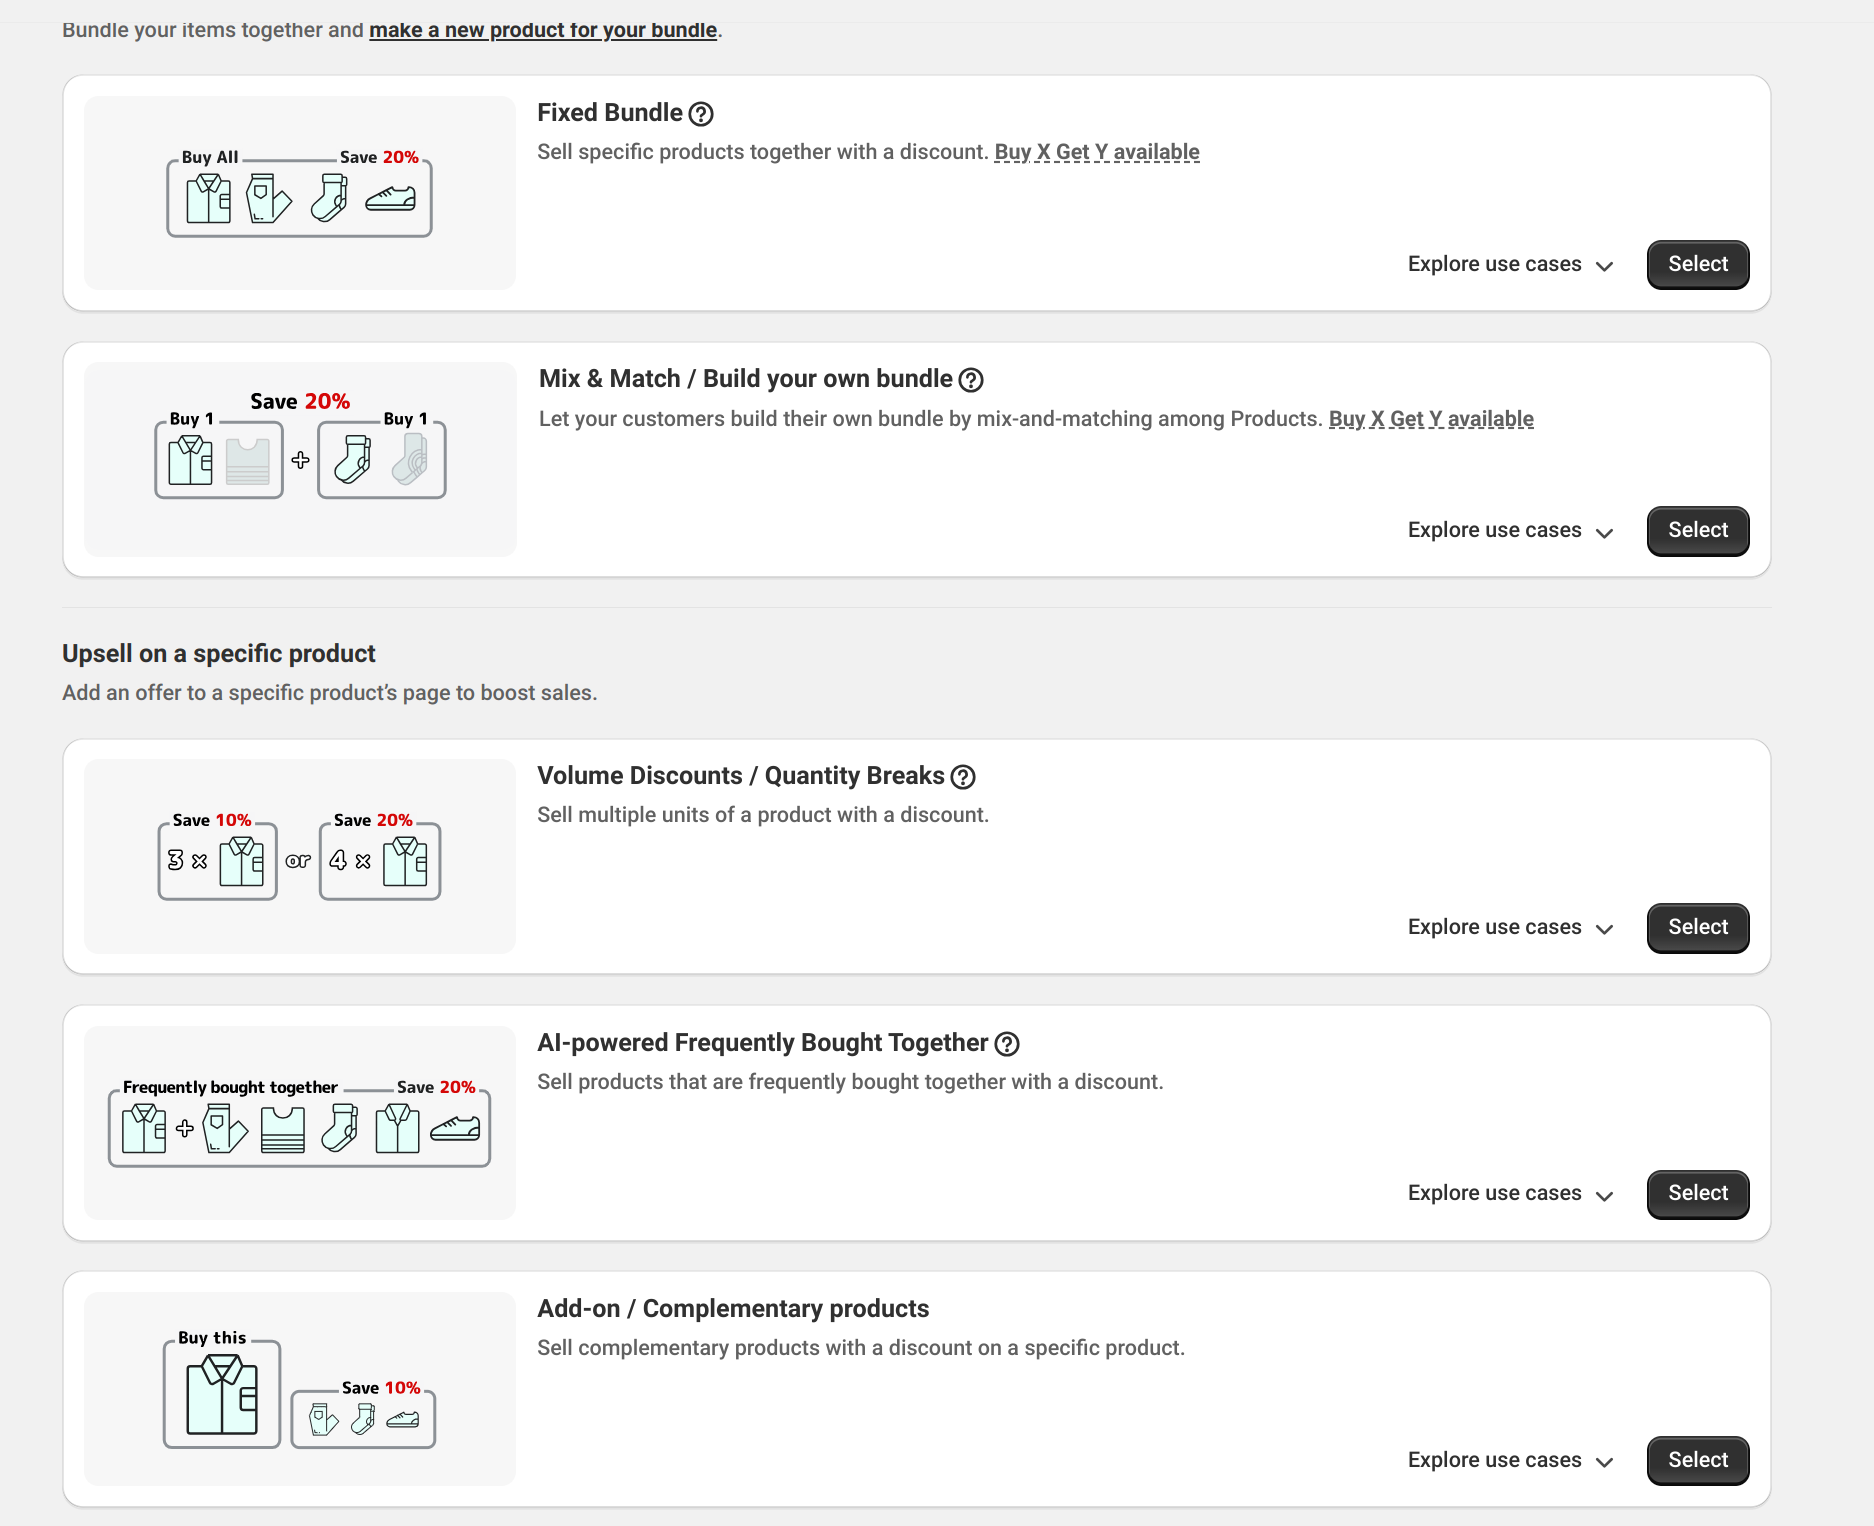 Bundle your items together and make a new product for your bundle.
Buy All
Save 20%
Fixed Bundle
Sell specific products together with a discount. Buy X Get Y available
Explore use cases
Select
Save 20%
Buy 1
Buy 1
+
Mix & Match / Build your own bundle
Let your customers build their own bundle by mix-and-matching among Products. Buy X Get Y available
Explore use cases
Select
Upsell on a specific product
Add an offer to a specific product’s page to boost sales.
Save 10%
3 x
or
Save 20%
4 x
Volume Discounts / Quantity Breaks
Sell multiple units of a product with a discount.
Explore use cases
Select
Frequently bought together
Save 20%
+
AI-powered Frequently Bought Together
Sell products that are frequently bought together with a discount.
Explore use cases
Select
Buy this
Save 10%
Add-on / Complementary products
Sell complementary products with a discount on a specific product.
Explore use cases
Select